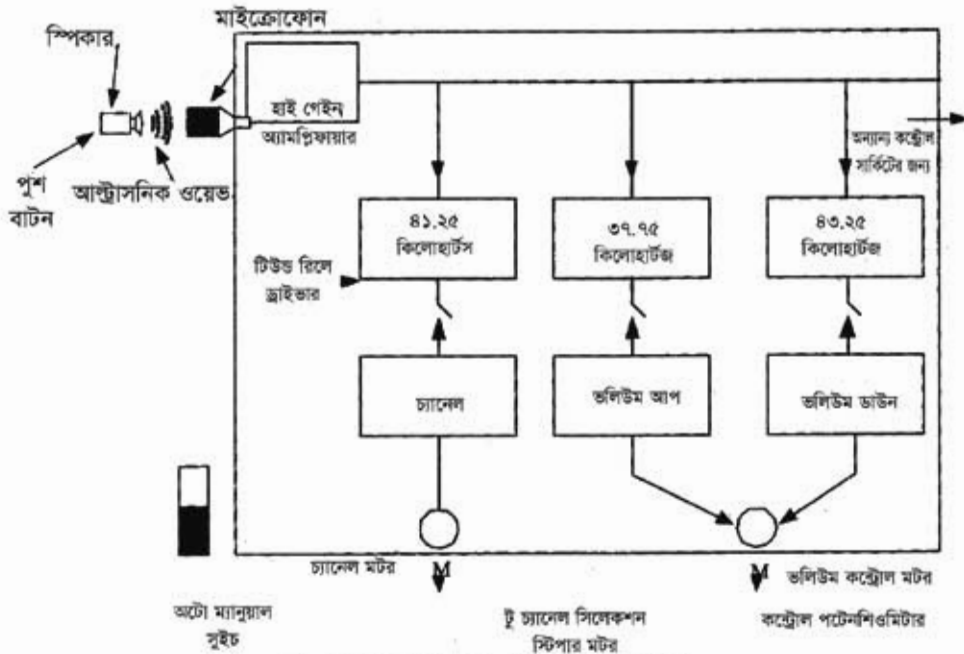 মাইক্রোফোন
স্পিকার
হাই গেইন
অ্যামপ্লিফায়ার
পুশ
বাটন
আল্ট্রাসনিক ওয়েভ
অন্যান্য কন্ট্রোল
সার্কিটের জন্য
৪১.২৫
কিলোহার্টস
৩৭.৭৫
কিলোহার্টজ
৪৩.২৫
কিলোহার্টজ
টিউন্ড রিলে
ড্রাইভার
চ্যানেল
ভলিউম আপ
ভলিউম ডাউন
চ্যানেল মটর
M
M
ভলিউম কন্ট্রোল মটর
অটো ম্যানুয়াল
সুইচ
টু চ্যানেল সিলেকশন
স্টিপার মটর
কন্ট্রোল পটেনশিওমিটার